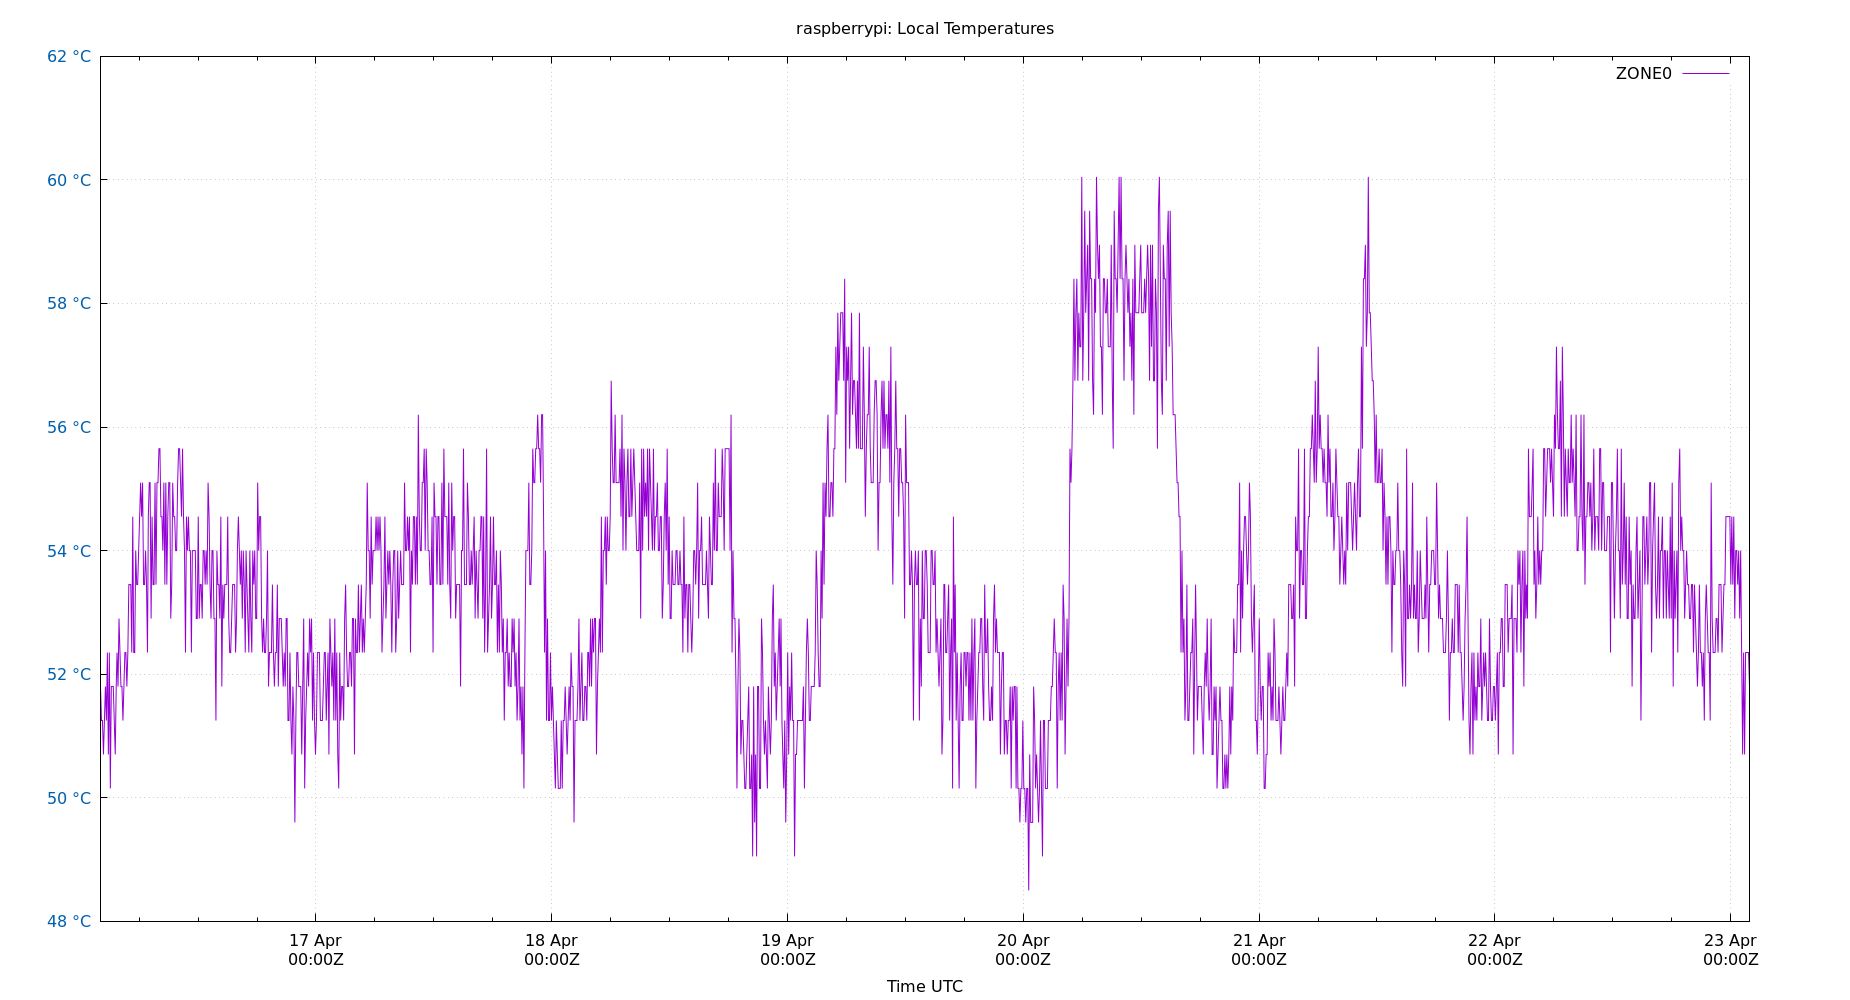 raspberrypi: Local Temperatures
ZONE0
62 °C
60 °C
58 °C
56 °C
54 °C
52 °C
50 °C
48 °C
17 Apr
00:00Z
18 Apr
00:00Z
19 Apr
00:00Z
20 Apr
00:00Z
21 Apr
00:00Z
22 Apr
00:00Z
23 Apr
00:00Z
Time UTC